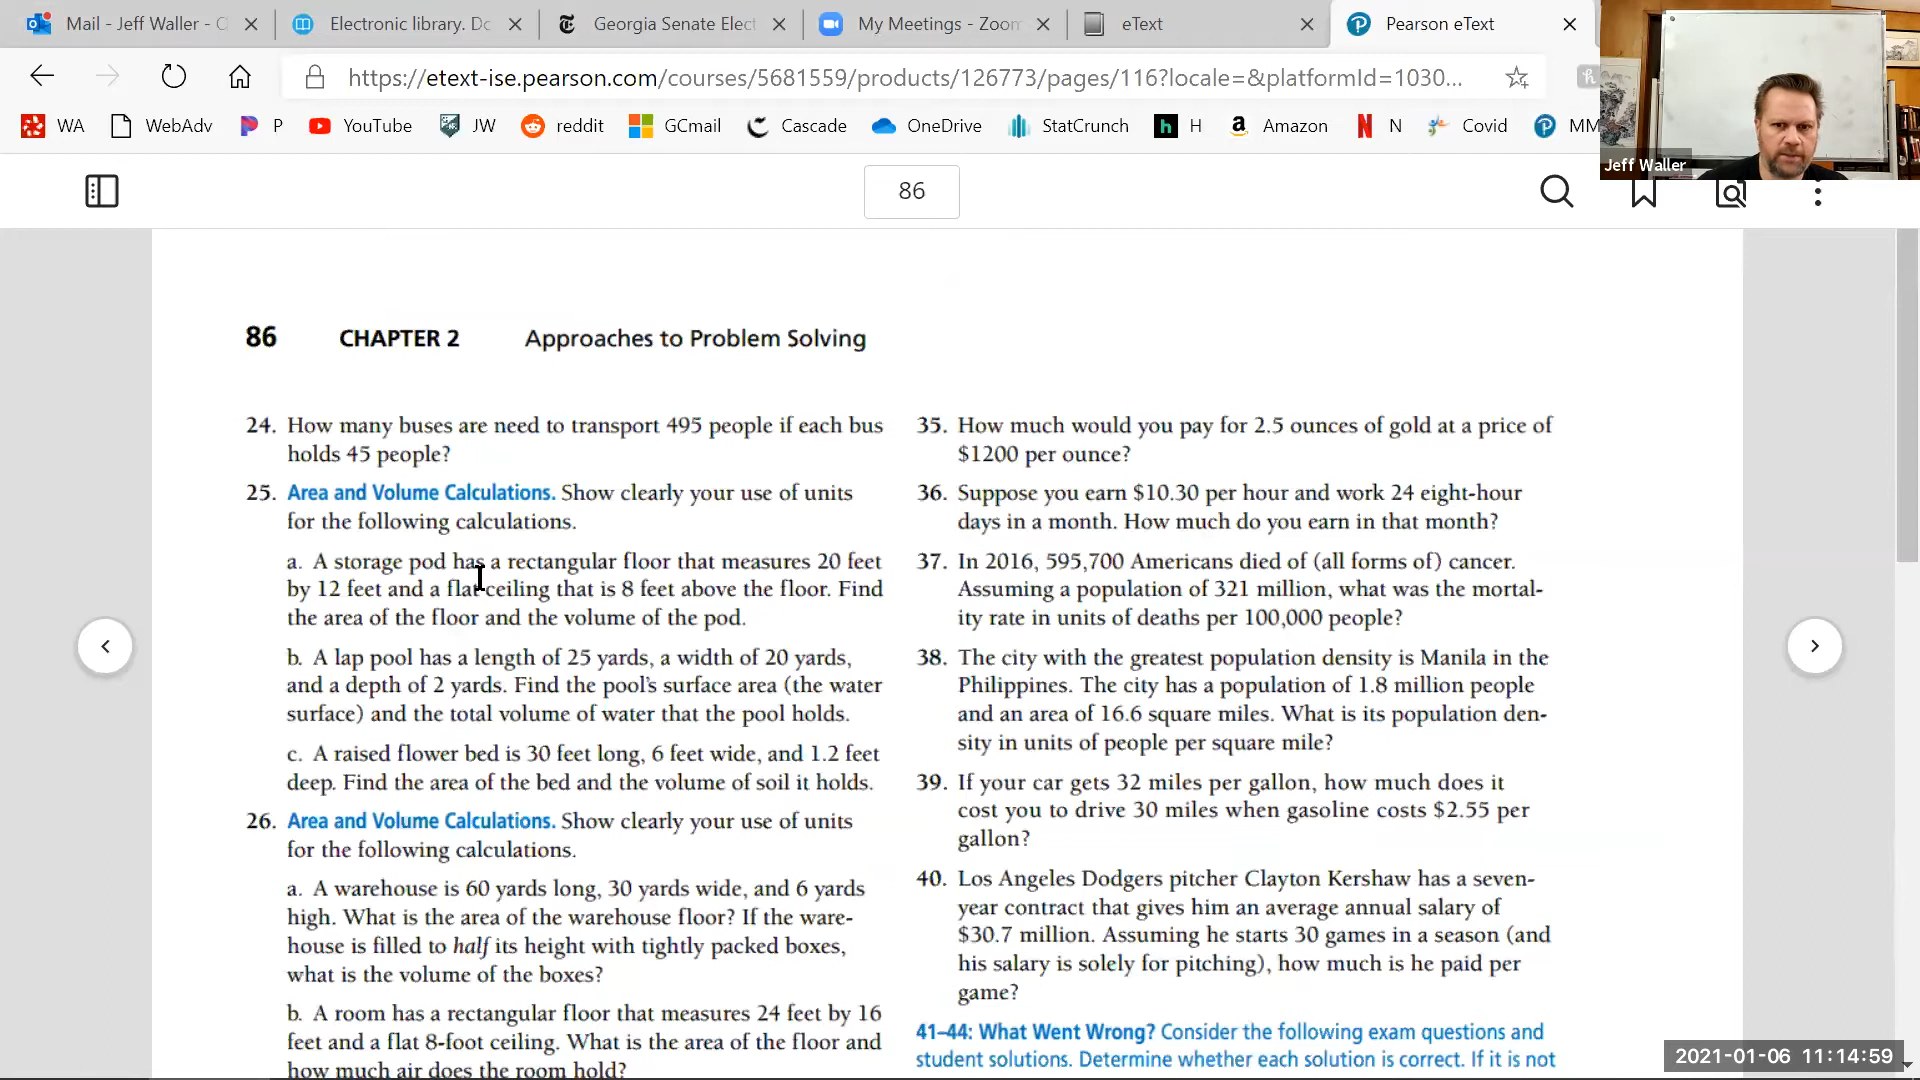 Mail - Jeff Waller - C
Electronic library. Dc
Georgia Senate Elect
My Meetings - Zoom
eText
Pearson eText
https://etext-ise.pearson.com/courses/5681559/products/126773/pages/116?locale=&platformId=1030...
WA
WebAdv
P
YouTube
JW
reddit
GCmail
Cascade
OneDrive
StatCrunch
H
Amazon
N
Covid
MM
Jeff Waller
86
86 CHAPTER 2 Approaches to Problem Solving
24. How many buses are need to transport 495 people if each bus
holds 45 people?
25. Area and Volume Calculations. Show clearly your use of units
for the following calculations.
a. A storage pod has a rectangular floor that measures 20 feet
by 12 feet and a flat ceiling that is 8 feet above the floor. Find
the area of the floor and the volume of the pod.
b. A lap pool has a length of 25 yards, a width of 20 yards,
and a depth of 2 yards. Find the pool's surface area (the water
surface) and the total volume of water that the pool holds.
c. A raised flower bed is 30 feet long, 6 feet wide, and 1.2 feet
deep. Find the area of the bed and the volume of soil it holds.
26. Area and Volume Calculations. Show clearly your use of units
for the following calculations.
a. A warehouse is 60 yards long, 30 yards wide, and 6 yards
high. What is the area of the warehouse floor? If the ware-
house is filled to half its height with tightly packed boxes,
what is the volume of the boxes?
b. A room has a rectangular floor that measures 24 feet by 16
feet and a flat 8-foot ceiling. What is the area of the floor and
how much air does the room hold?
35. How much would you pay for 2.5 ounces of gold at a price of
$1200 per ounce?
36. Suppose you earn $10.30 per hour and work 24 eight-hour
days in a month. How much do you earn in that month?
37. In 2016, 595,700 Americans died of (all forms of) cancer.
Assuming a population of 321 million, what was the mortal-
ity rate in units of deaths per 100,000 people?
38. The city with the greatest population density is Manila in the
Philippines. The city has a population of 1.8 million people
and an area of 16.6 square miles. What is its population den-
sity in units of people per square mile?
39. If your car gets 32 miles per gallon, how much does it
cost you to drive 30 miles when gasoline costs $2.55 per
gallon?
40. Los Angeles Dodgers pitcher Clayton Kershaw has a seven-
year contract that gives him an average annual salary of
$30.7 million. Assuming he starts 30 games in a season (and
his salary is solely for pitching), how much is he paid per
game?
41–44: What Went Wrong? Consider the following exam questions and
student solutions. Determine whether each solution is correct. If it is not
2021-01-06 11:14:59